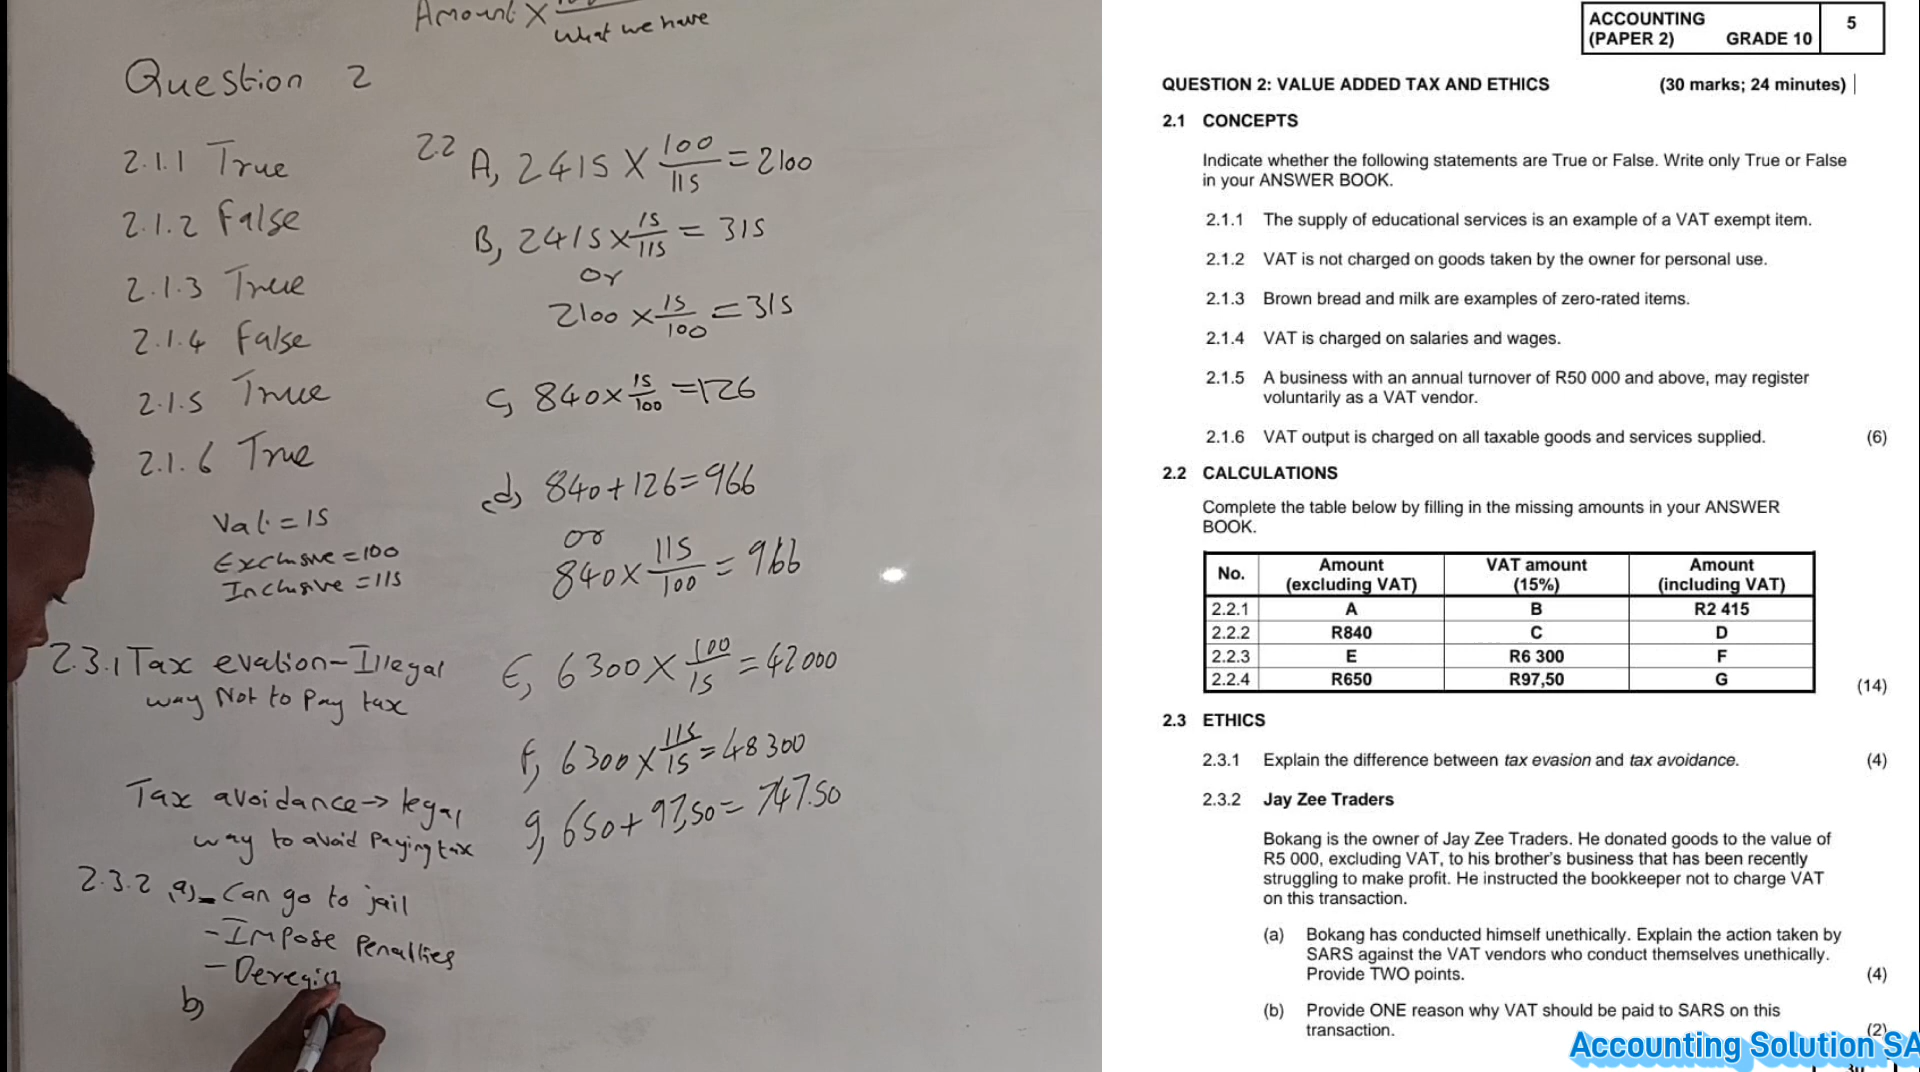 Amount X
What we have
Question 2
2.1.1 True
2.1.2 False
2.1.3 True
2.1.4 False
2.1.5 True
2.1.6 True
Vat = 15
Exclusive = 100
Inclusive = 115
2.3.1 Tax evation - Illegal
way Not to Pay tax
Tax avoidance → legal
way to avoid Paying tax
2.3.2 a) - Can go to jail
- Impose Penalties
- Deregist
b)
2.2 A, 2415 X 100/115 = 2100
B, 2415 X 15/115 = 315
or
2100 X 15/100 = 315
C, 840 X 15/100 = 126
d, 840 + 126 = 966
or
840 X 115/100 = 966
E, 6300 X 100/15 = 42000
F, 6300 X 115/15 = 48300
g, 650 + 97,50 = 747.50
ACCOUNTING
(PAPER 2) GRADE 10
5
QUESTION 2: VALUE ADDED TAX AND ETHICS (30 marks; 24 minutes)
2.1 CONCEPTS
Indicate whether the following statements are True or False. Write only True or False
in your ANSWER BOOK.
2.1.1 The supply of educational services is an example of a VAT exempt item.
2.1.2 VAT is not charged on goods taken by the owner for personal use.
2.1.3 Brown bread and milk are examples of zero-rated items.
2.1.4 VAT is charged on salaries and wages.
2.1.5 A business with an annual turnover of R50 000 and above, may register
voluntarily as a VAT vendor.
2.1.6 VAT output is charged on all taxable goods and services supplied. (6)
2.2 CALCULATIONS
Complete the table below by filling in the missing amounts in your ANSWER
BOOK.
No. Amount (excluding VAT) VAT amount (15%) Amount (including VAT)
2.2.1 A B R2 415
2.2.2 R840 C D
2.2.3 E R6 300 F
2.2.4 R650 R97,50 G
(14)
2.3 ETHICS
2.3.1 Explain the difference between tax evasion and tax avoidance. (4)
2.3.2 Jay Zee Traders
Bokang is the owner of Jay Zee Traders. He donated goods to the value of
R5 000, excluding VAT, to his brother's business that has been recently
struggling to make profit. He instructed the bookkeeper not to charge VAT
on this transaction.
(a) Bokang has conducted himself unethically. Explain the action taken by
SARS against the VAT vendors who conduct themselves unethically.
Provide TWO points. (4)
(b) Provide ONE reason why VAT should be paid to SARS on this
transaction. (2)
Accounting Solution SA